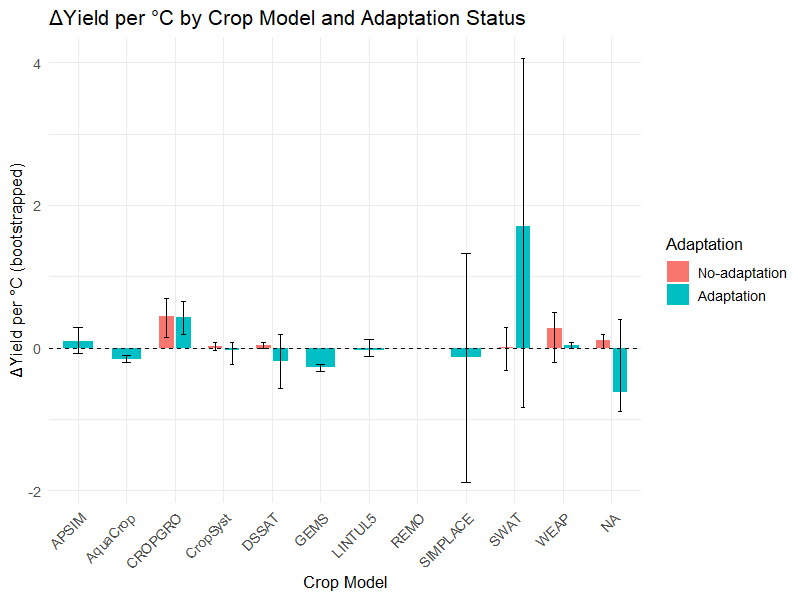 ΔYield per °C by Crop Model and Adaptation Status
ΔYield per °C (bootstrapped)
4
2
0
-2
APSIM
AquaCrop
CROPGRO
CropSyst
DSSAT
GEMS
LINTUL5
REMO
SIMPLACE
SWAT
WEAP
NA
Crop Model
Adaptation
No-adaptation
Adaptation